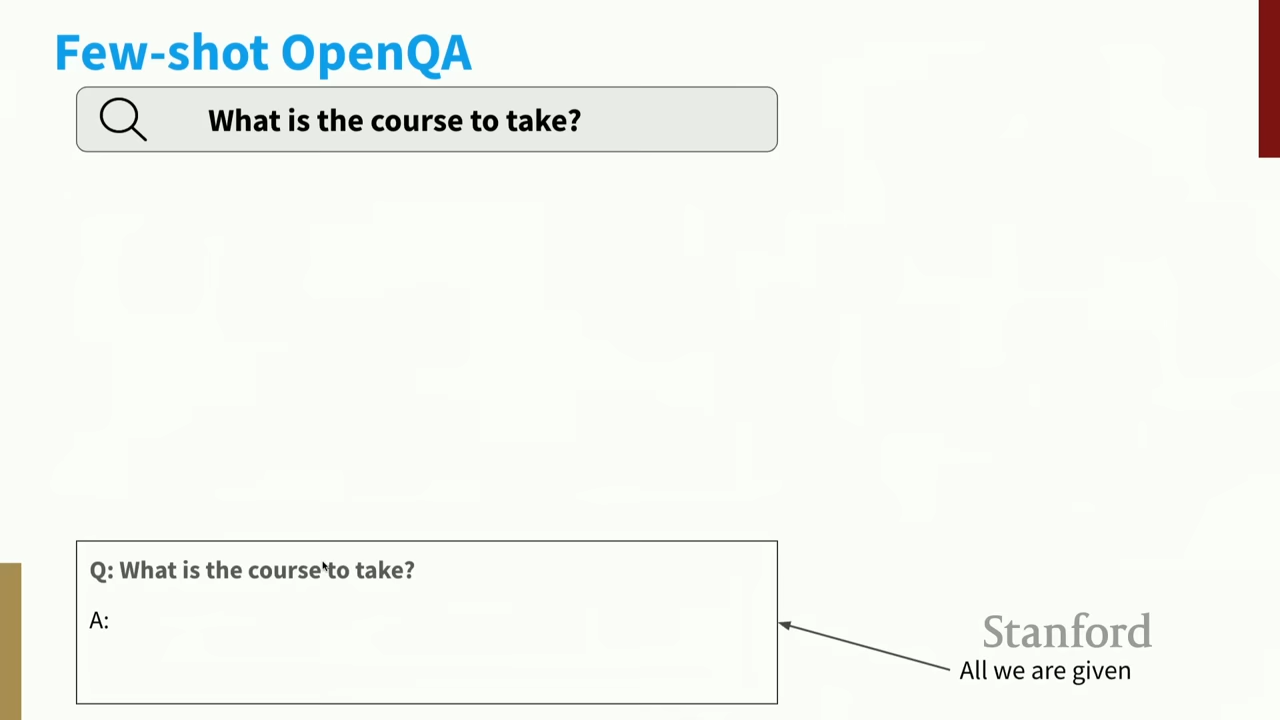 Few-shot OpenQA
What is the course to take?
Q: What is the course to take?
A:
Stanford
All we are given